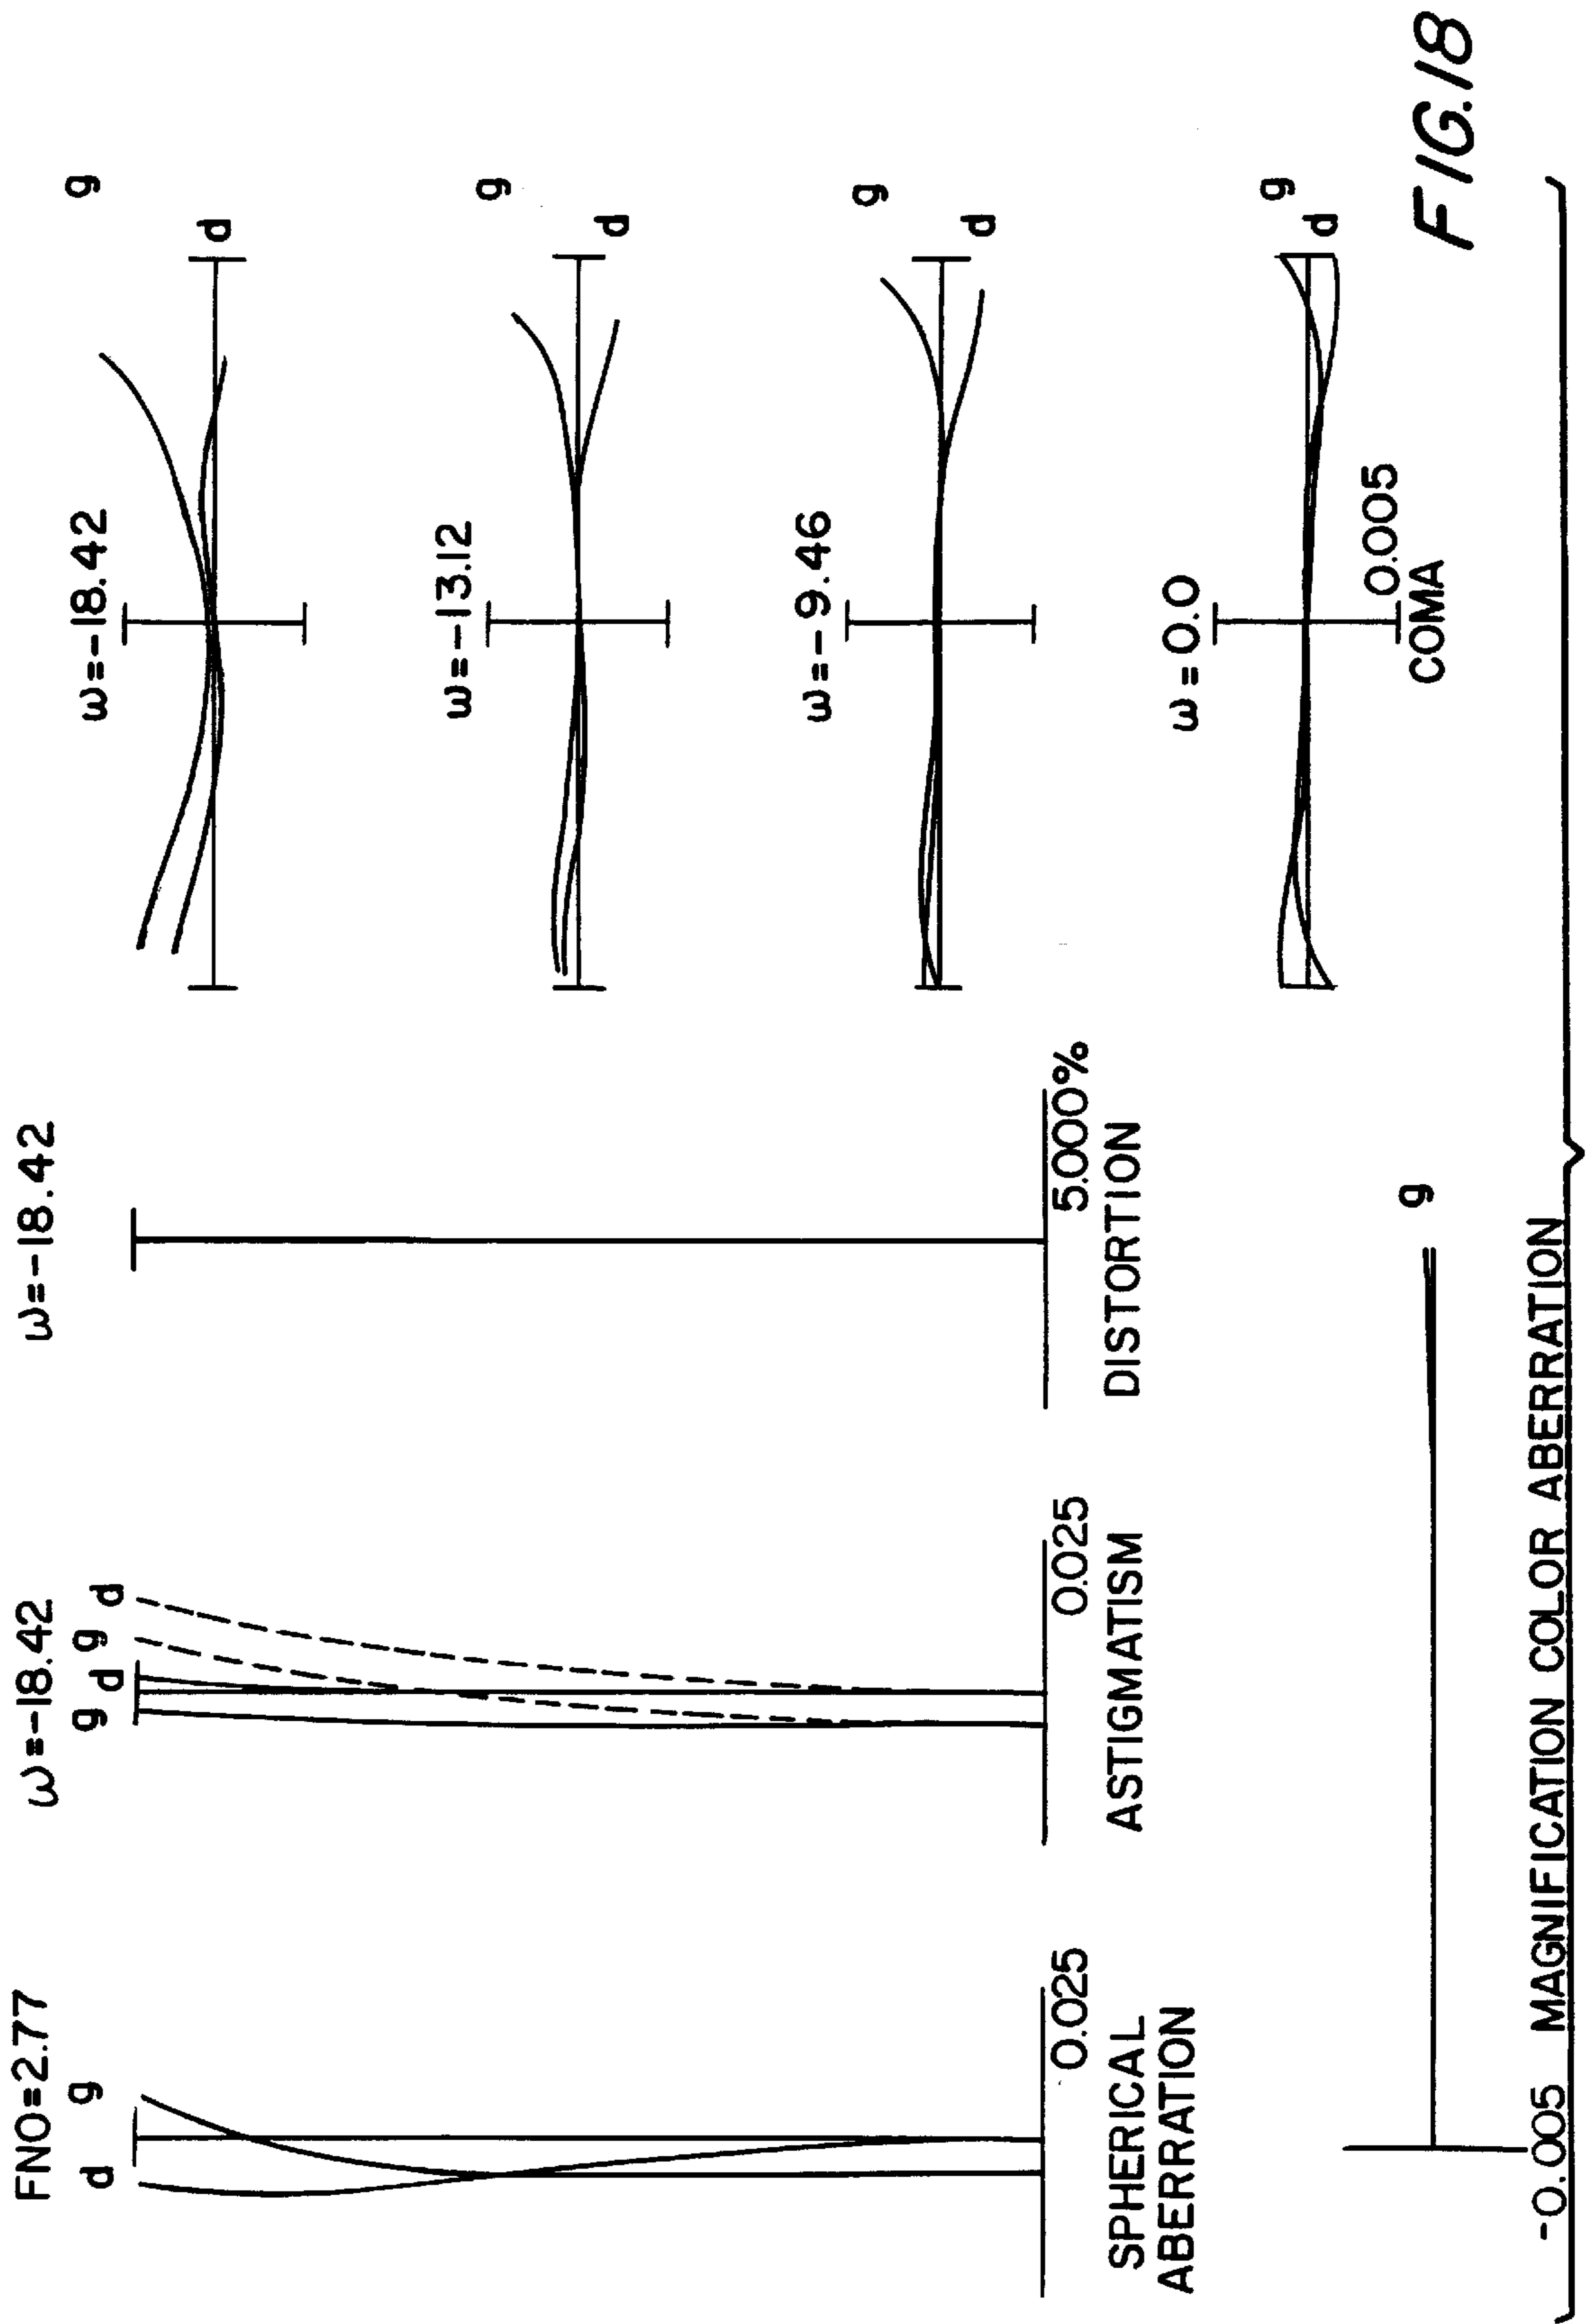 FNO=2.77
d g
0.025
SPHERICAL
ABERRATION
ω=-18.42
g d g d
0.025
ASTIGMATISM
ω=-18.42
5.000%
DISTORTION
ω=-18.42
g
d
ω=-13.12
g
d
ω=-9.46
g
d
ω=0.0
g
d
0.005
COMA
g
-0.005 MAGNIFICATION COLOR ABERRATION
FIG.18